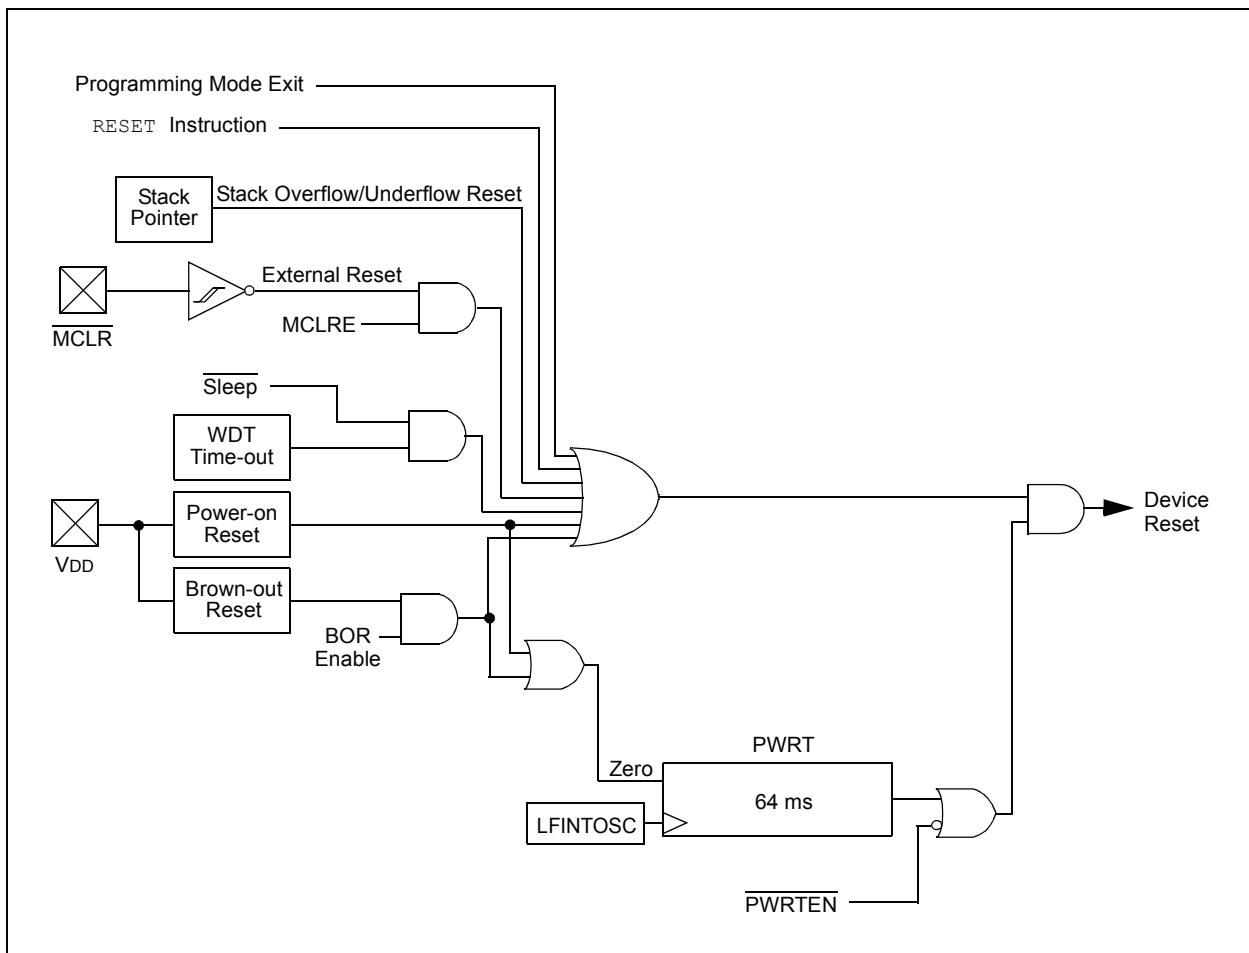 Programming Mode Exit
RESET Instruction
Stack
Pointer
Stack Overflow/Underflow Reset
External Reset
MCLRE
MCLR
Sleep
WDT
Time-out
Power-on
Reset
VDD
Brown-out
Reset
BOR
Enable
Device
Reset
PWRT
Zero
64 ms
LFINTOSC
PWRTEN